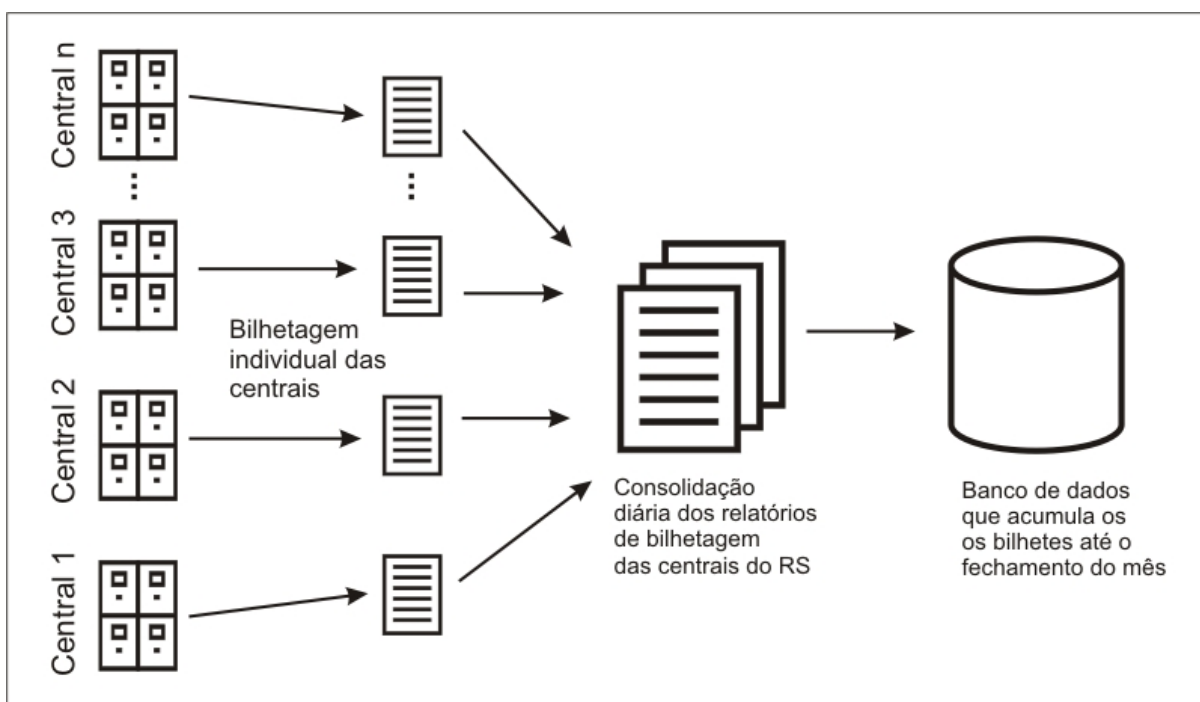 Central n
...
...
Central 3
Bilhetagem
individual das
centrais
Central 2
Central 1
Consolidação
diária dos relatórios
de bilhetagem
das centrais do RS
Banco de dados
que acumula os
os bilhetes até o
fechamento do mês